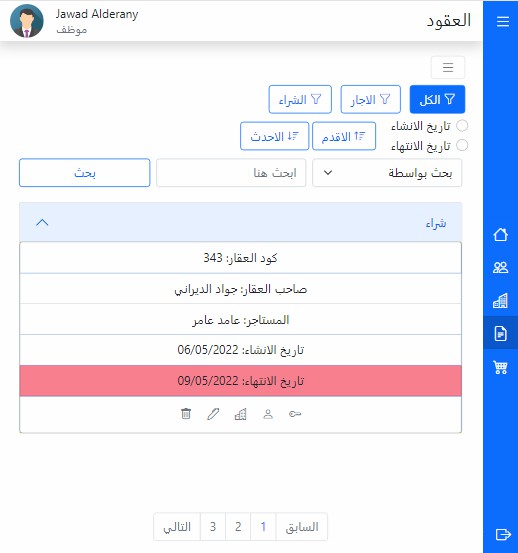 العقود
Jawad Alderany
موظف
الكل
الاجار
الشراء
تاريخ الانشاء
تاريخ الانتهاء
الاقدم
الاحدث
بحث بواسطة
ابحث هنا
بحث
شراء
كود العقار: 343
صاحب العقار: جواد الديراني
المستاجر: عامد عامر
تاريخ الانشاء: 06/05/2022
تاريخ الانتهاء: 09/05/2022
السابق 1 2 3 التالي